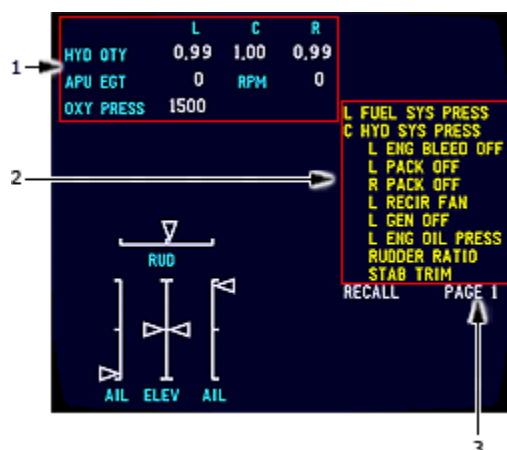 L C R
HYD QTY 0.99 1.00 0.99
APU EGT 0 RPM 0
OXY PRESS 1500
L FUEL SYS PRESS
C HYD SYS PRESS
L ENG BLEED OFF
L PACK OFF
R PACK OFF
L RECIR FAN
L GEN OFF
L ENG OIL PRESS
RUDDER RATIO
STAB TRIM
RECALL PAGE 1
RUD
AIL ELEV AIL
1
2
3